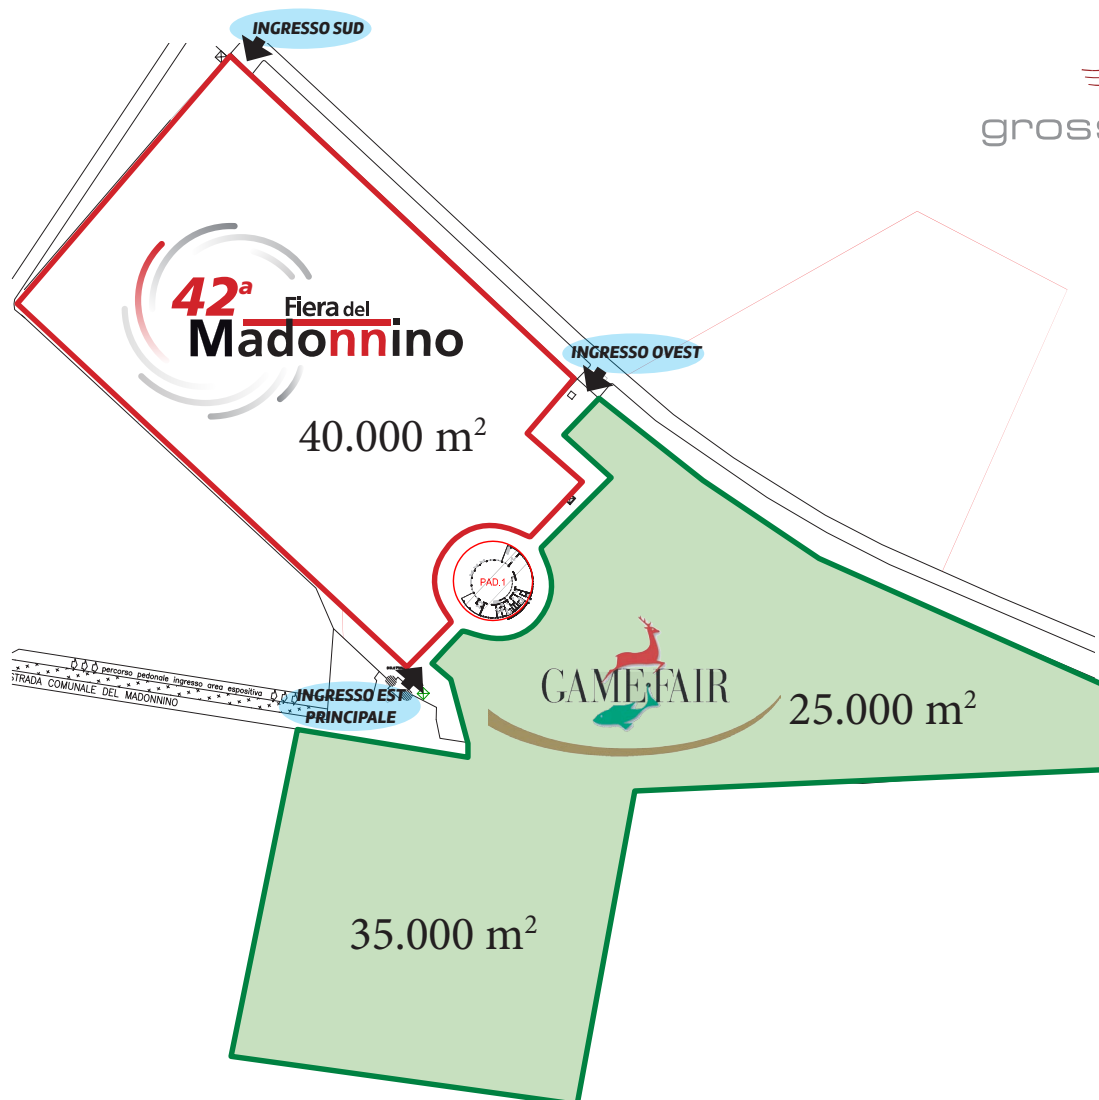 INGRESSO SUD
gross
42a
Fiera del
Madonnino
INGRESSO OVEST
40.000 m2
PAD.1
percorso pedonale ingresso area espositiva
STRADA COMUNALE DEL MADONNINO
INGRESSO EST
PRINCIPALE
GAME FAIR
25.000 m2
35.000 m2